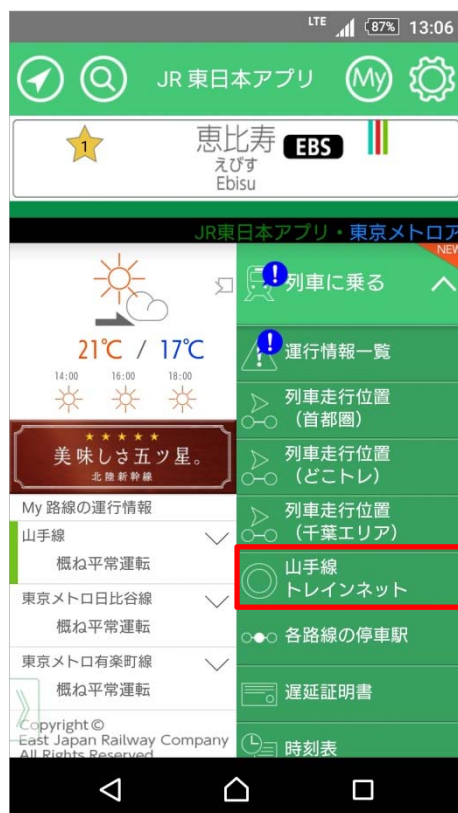 LTE 87% 13:06
JR東日本アプリ My
1 恵比寿 EBS
えびす
Ebisu
JR東日本アプリ・東京メトロア
NEW
列車に乗る
21℃ / 17℃
14:00 16:00 18:00
美味しさ五ツ星。
北陸新幹線
My 路線の運行情報
山手線
概ね平常運転
東京メトロ日比谷線
概ね平常運転
東京メトロ有楽町線
概ね平常運転
Copyright ©
East Japan Railway Company
All Rights Reserved
運行情報一覧
列車走行位置
（首都圏）
列車走行位置
（どこトレ）
列車走行位置
（千葉エリア）
山手線
トレインネット
各路線の停車駅
遅延証明書
時刻表